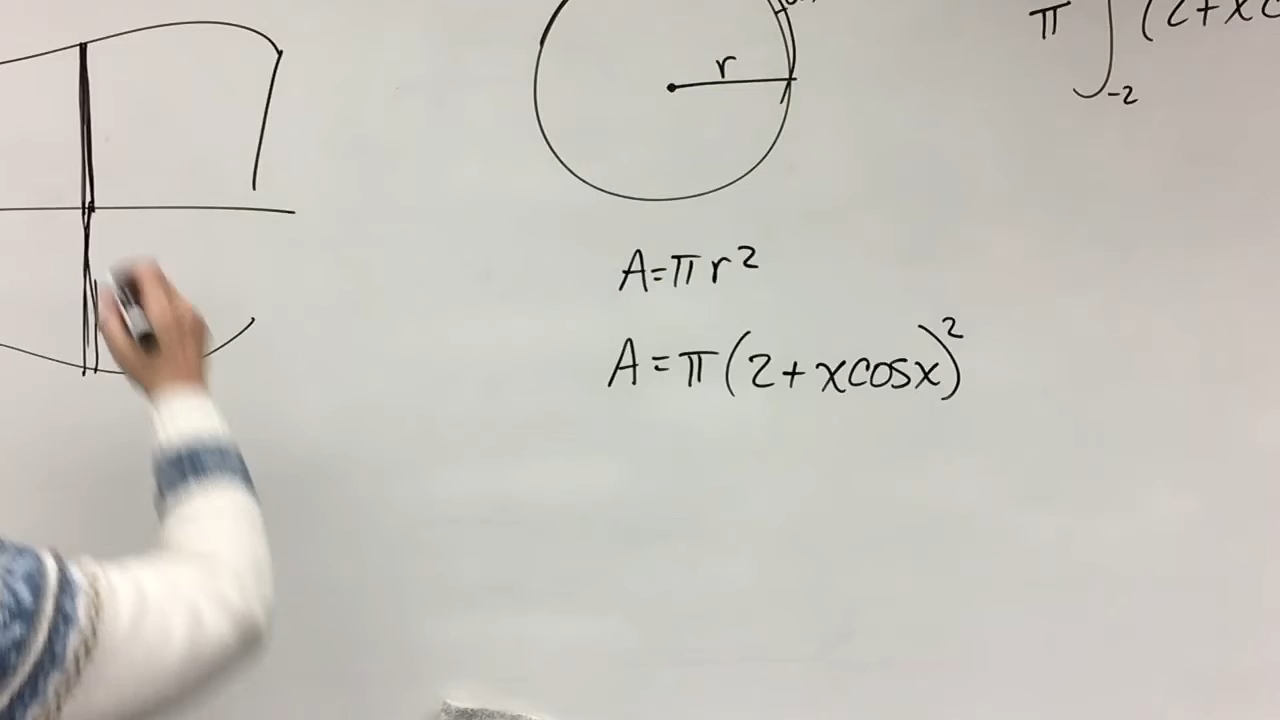 r
π ∫ (2+xc
-2
A=πr²
A=π(2+xcosx)²